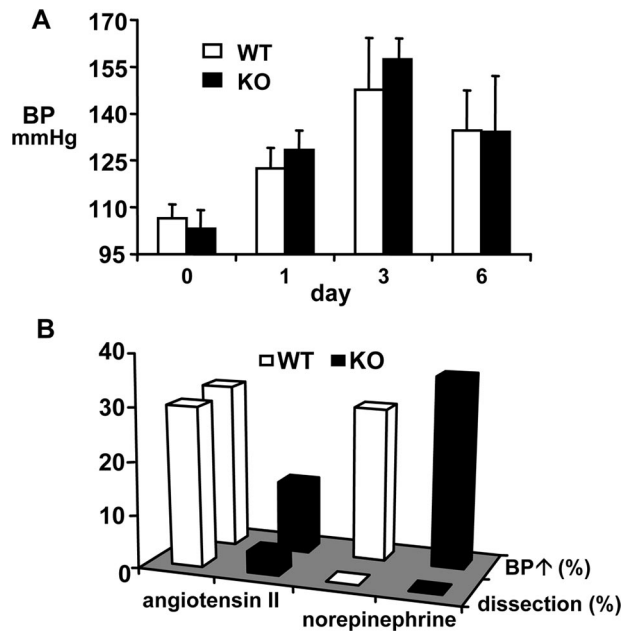 A
170
155
140
125
110
95
BP
mmHg
WT
KO
0 1 3 6
day
B
40
30
20
10
0
WT KO
angiotensin II
norepinephrine
BP↑ (%)
dissection (%)